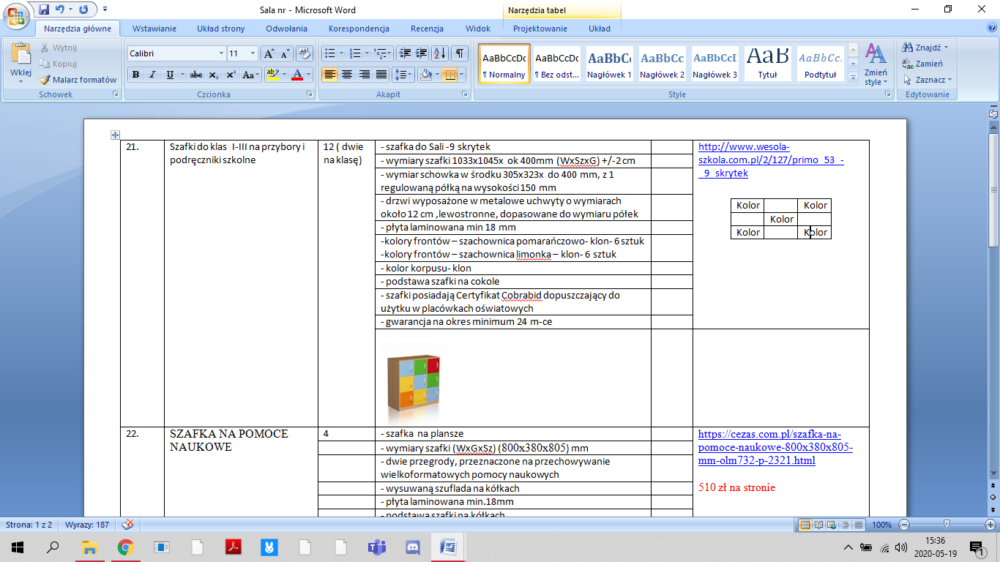 Sala nr - Microsoft Word
Narzędzia tabel
Narzędzia główne
Wstawianie
Układ strony
Odwołania
Korespondencja
Recenzja
Widok
Projektowanie
Układ
Wklej
Wytnij
Kopiuj
Malarz formatów
Schowek
Calibri
11
B I U abc x₂ x² Aa
Czcionka
Akapit
AaBbCcDc
¶ Normalny
AaBbCcDc
¶ Bez odst...
AaBbCc
Nagłówek 1
AaBbCc
Nagłówek 2
AaBbCcI
Nagłówek 3
AaB
Tytuł
AaBbCc.
Podtytuł
Zmień
style
Style
Znajdź
Zamień
Zaznacz
Edytowanie
21.
Szafki do klas I-III na przybory i
podręczniki szkolne
12 ( dwie
na klasę)
- szafka do Sali -9 skrytek
- wymiary szafki 1033x1045x ok 400mm (WxSzxG) +/-2 cm
- wymiar schowka w środku 305x323x do 400 mm, z 1
regulowaną półką na wysokości 150 mm
- drzwi wyposażone w metalowe uchwyty o wymiarach
około 12 cm ,lewostronne, dopasowane do wymiaru półek
- płyta laminowana min 18 mm
-kolory frontów – szachownica pomarańczowo- klon- 6 sztuk
-kolory frontów – szachownica limonka – klon- 6 sztuk
- kolor korpusu- klon
- podstawa szafki na cokole
- szafki posiadają Certyfikat Cobrabid dopuszczający do
użytku w placówkach oświatowych
- gwarancja na okres minimum 24 m-ce
http://www.wesola-
szkola.com.pl/2/127/primo_53_-
_9_skrytek
Kolor Kolor
Kolor
Kolor Kolor
22.
SZAFKA NA POMOCE
NAUKOWE
4
- szafka na plansze
- wymiary szafki (WxGxSz) (800x380x805) mm
- dwie przegrody, przeznaczone na przechowywanie
wielkoformatowych pomocy naukowych
- wysuwaną szuflada na kółkach
- płyta laminowana min.18mm
- podstawa szafki na kółkach
https://cezas.com.pl/szafka-na-
pomoce-naukowe-800x380x805-
mm-olm732-p-2321.html
510 zł na stronie
Strona: 1 z 2
Wyrazy: 187
100%
15:36
2020-05-19
1